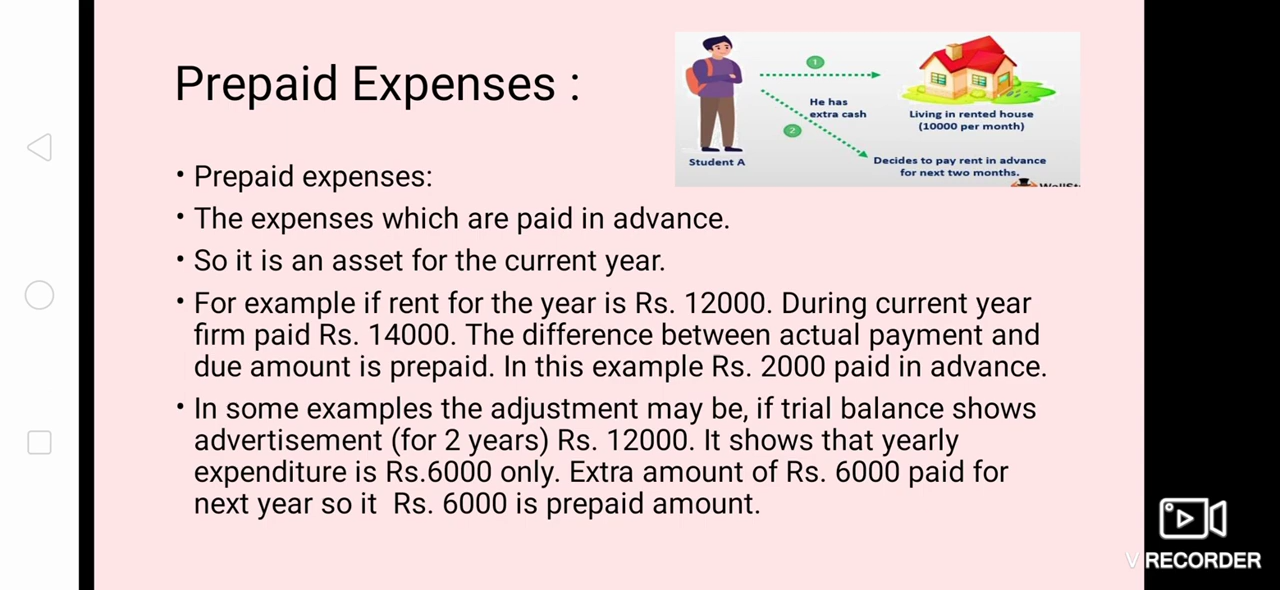 Prepaid Expenses :
1
He has
extra cash
2
Student A
Living in rented house
(10000 per month)
Decides to pay rent in advance
for next two months.
• Prepaid expenses:
• The expenses which are paid in advance.
• So it is an asset for the current year.
• For example if rent for the year is Rs. 12000. During current year
firm paid Rs. 14000. The difference between actual payment and
due amount is prepaid. In this example Rs. 2000 paid in advance.
• In some examples the adjustment may be, if trial balance shows
advertisement (for 2 years) Rs. 12000. It shows that yearly
expenditure is Rs.6000 only. Extra amount of Rs. 6000 paid for
next year so it  Rs. 6000 is prepaid amount.
V RECORDER